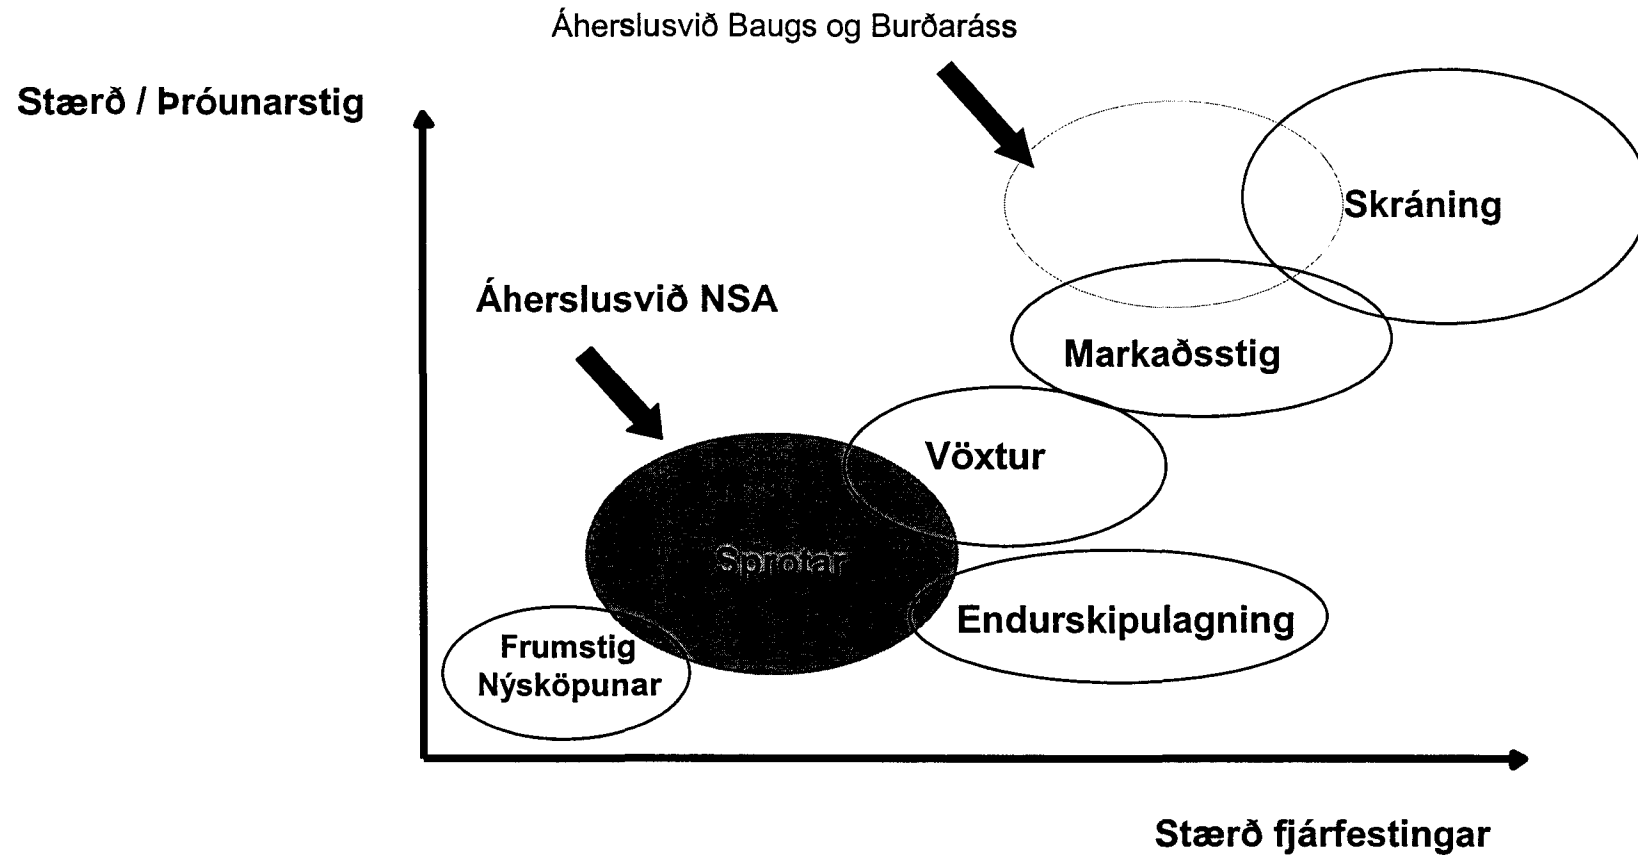 Áherslusvið Baugs og Burðaráss
Stærð / Þróunarstig
Skráning
Áherslusvið NSA
Markaðsstig
Vöxtur
Sprotar
Endurskipulagning
Frumstig
Nýsköpunar
Stærð fjárfestingar